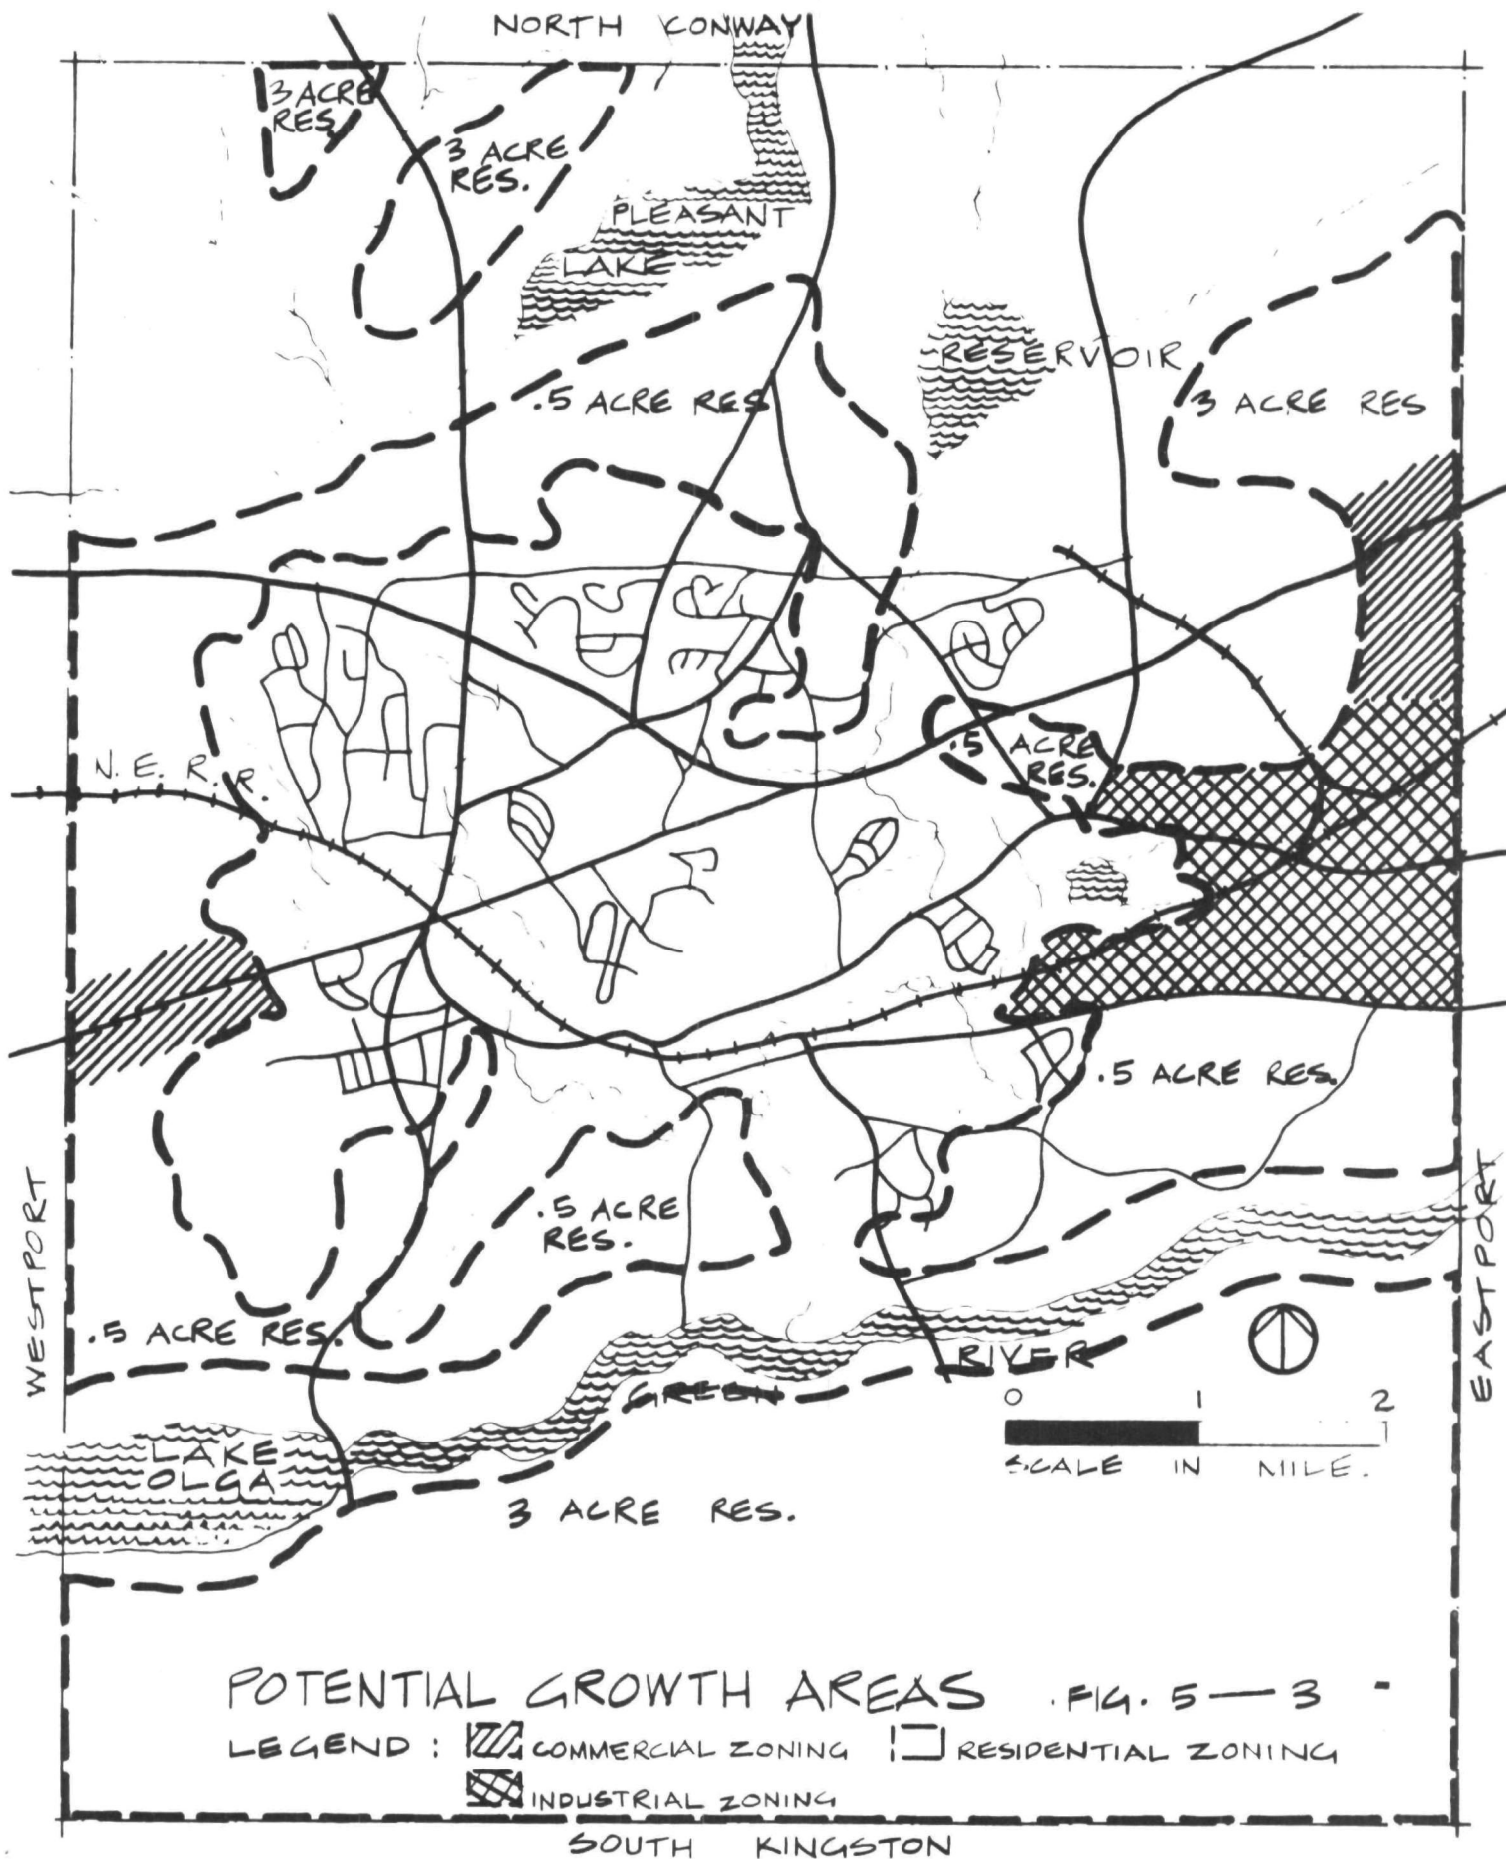 NORTH CONWAY
3 ACRE
RES.
3 ACRE
RES.
PLEASANT
LAKE
RESERVOIR
.5 ACRE RES
3 ACRE RES
.5 ACRE
RES.
N. E. R. R.
.5 ACRE RES.
.5 ACRE
RES.
WESTPORT
EASTPORT
.5 ACRE RES.
RIVER
GREEN
0 1 2
SCALE IN MILE.
LAKE
OLGA
3 ACRE RES.
POTENTIAL GROWTH AREAS . FIG. 5 — 3 -
LEGEND : COMMERCIAL ZONING RESIDENTIAL ZONING
INDUSTRIAL ZONING
SOUTH KINGSTON